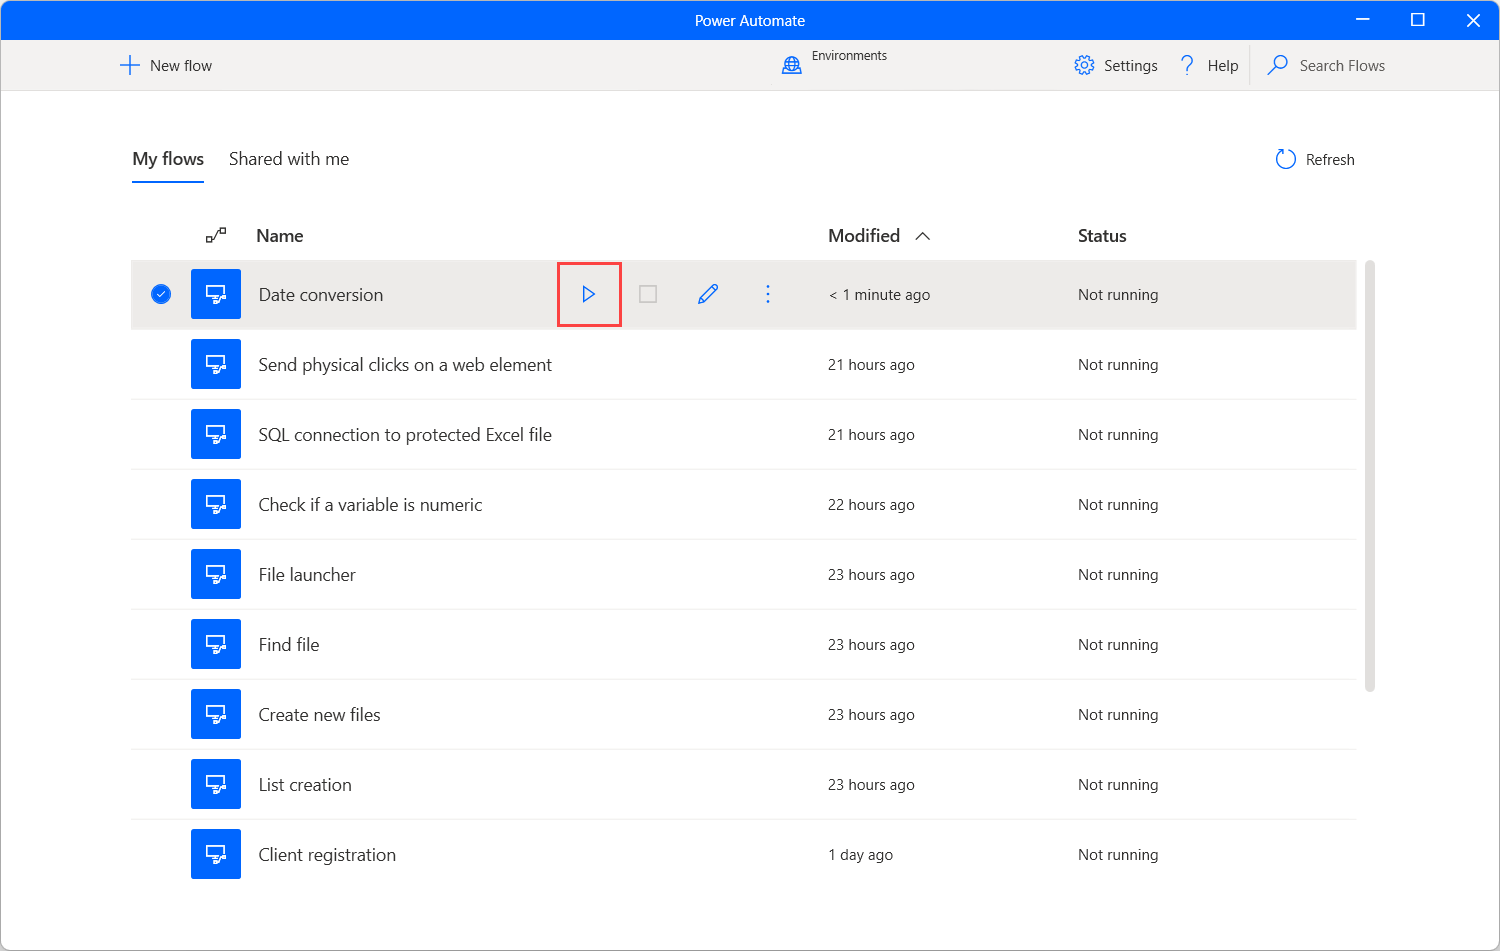 Power Automate
New flow
Environments
Settings
Help
Search Flows
My flows
Shared with me
Refresh
Name
Modified
Status
Date conversion
< 1 minute ago
Not running
Send physical clicks on a web element
21 hours ago
Not running
SQL connection to protected Excel file
21 hours ago
Not running
Check if a variable is numeric
22 hours ago
Not running
File launcher
23 hours ago
Not running
Find file
23 hours ago
Not running
Create new files
23 hours ago
Not running
List creation
23 hours ago
Not running
Client registration
1 day ago
Not running